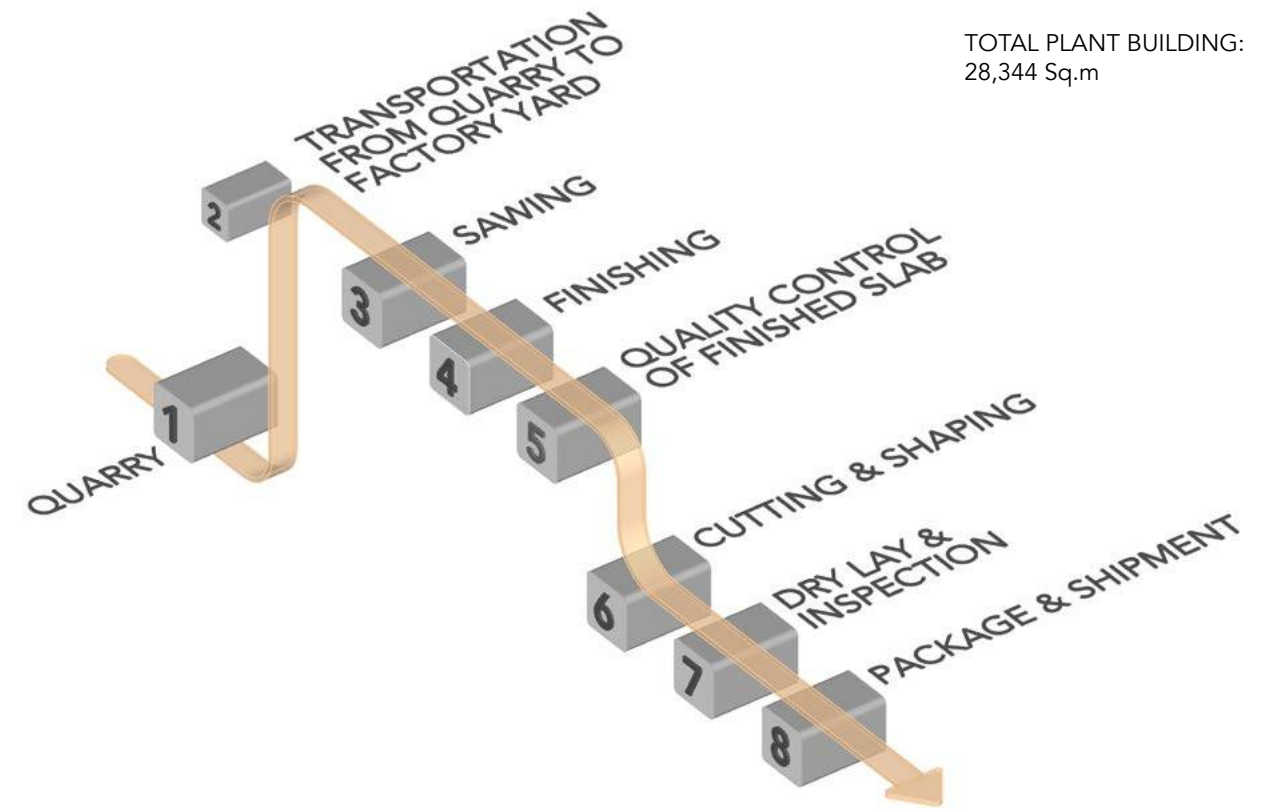 TOTAL PLANT BUILDING:
28,344 Sq.m
1
QUARRY
2
TRANSPORTATION
FROM QUARRY TO
FACTORY YARD
3
SAWING
4
FINISHING
5
QUALITY CONTROL
OF FINISHED SLAB
6
CUTTING & SHAPING
7
DRY LAY &
INSPECTION
8
PACKAGE & SHIPMENT